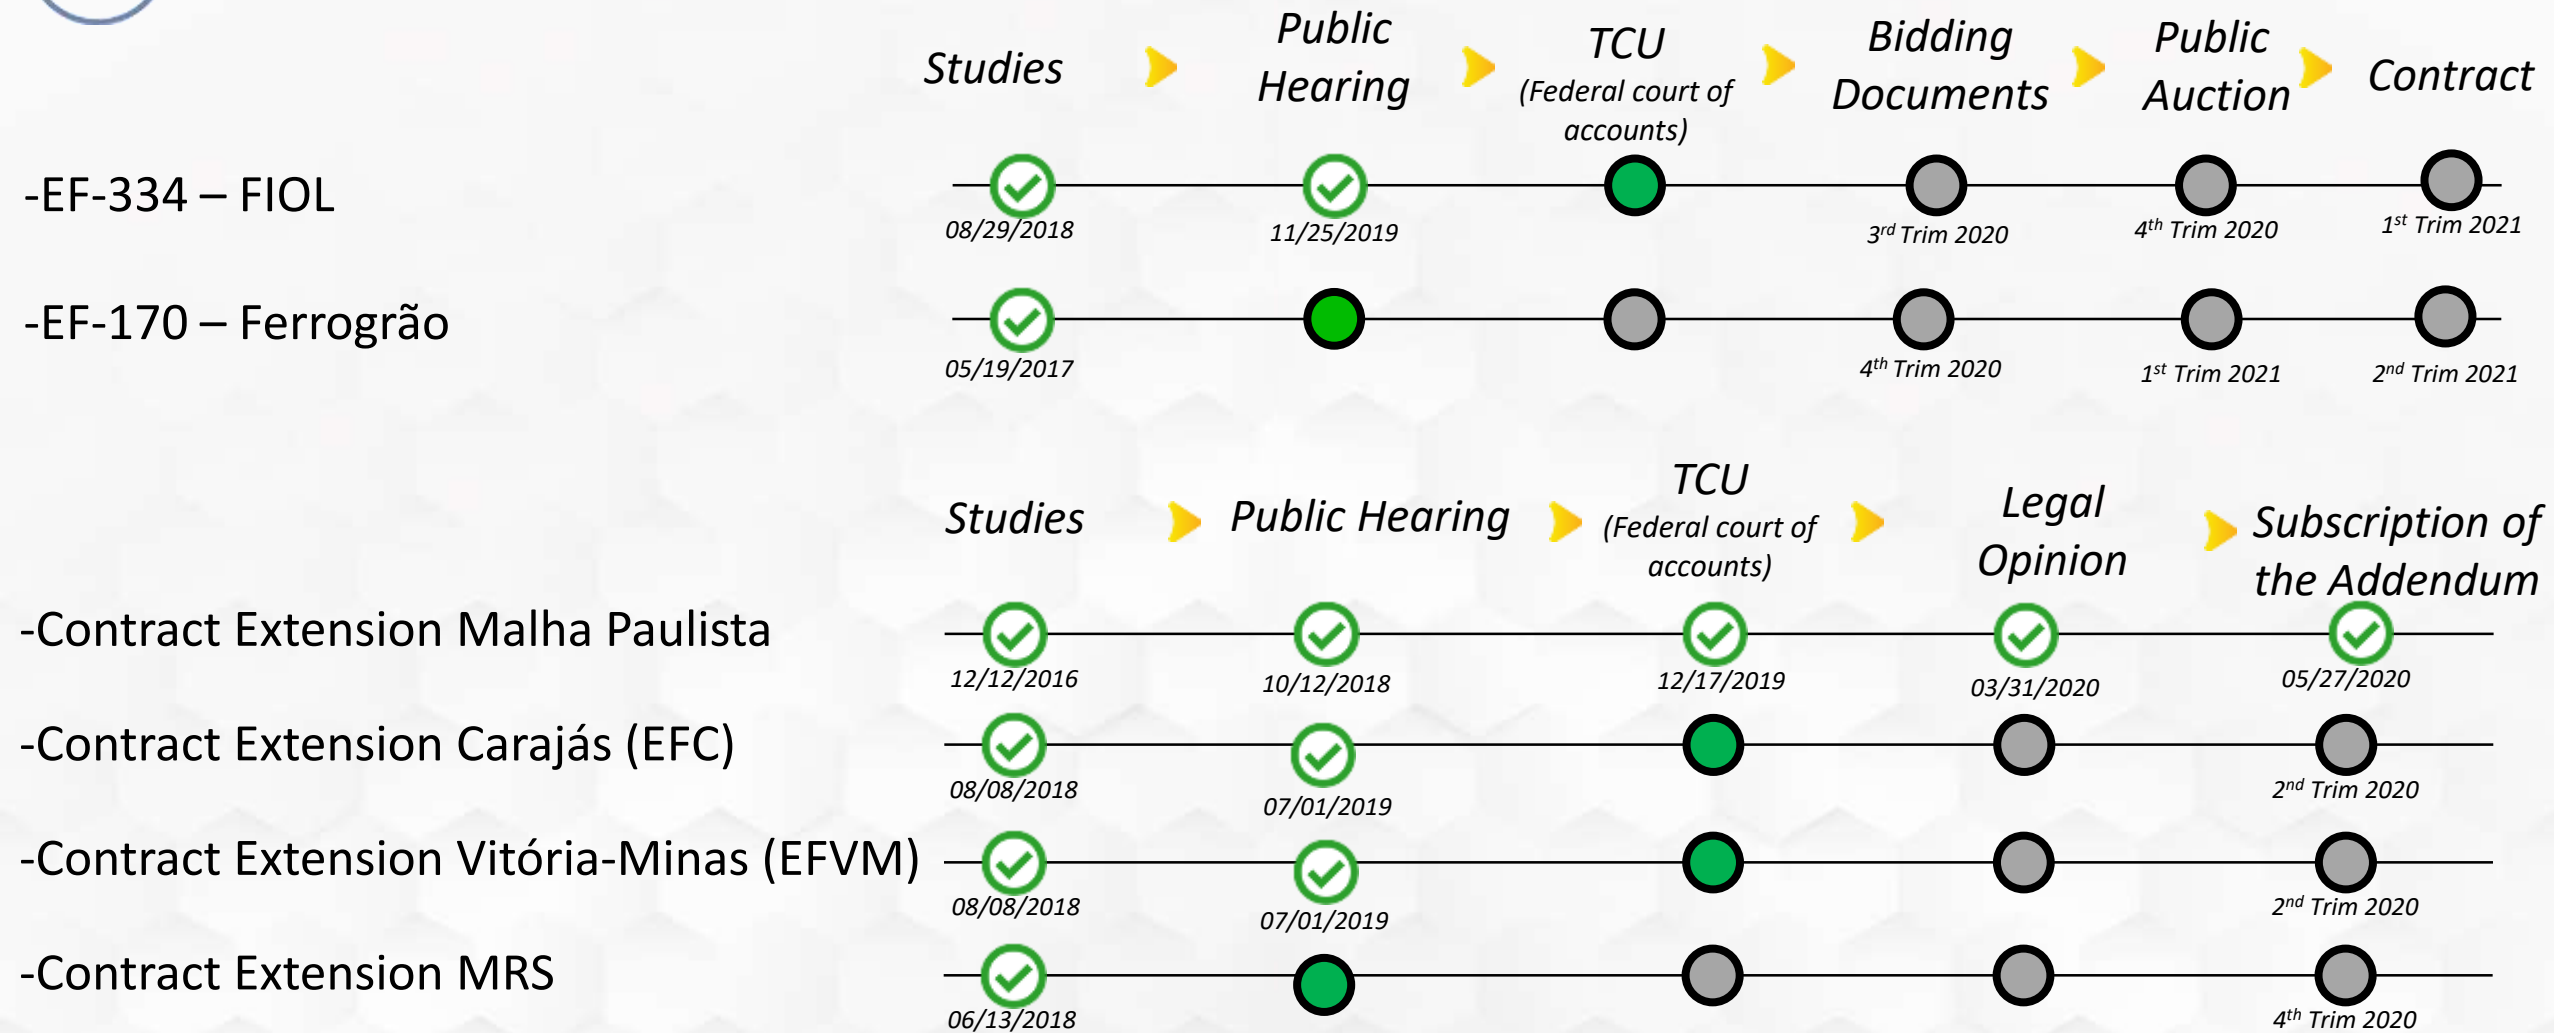 Studies
Public
Hearing
TCU
(Federal court of
accounts)
Bidding
Documents
Public
Auction
Contract
-EF-334 – FIOL
08/29/2018
11/25/2019
3rd Trim 2020
4th Trim 2020
1st Trim 2021
-EF-170 – Ferrogrão
05/19/2017
4th Trim 2020
1st Trim 2021
2nd Trim 2021
Studies
Public Hearing
TCU
(Federal court of
accounts)
Legal
Opinion
Subscription of
the Addendum
-Contract Extension Malha Paulista
12/12/2016
10/12/2018
12/17/2019
03/31/2020
05/27/2020
-Contract Extension Carajás (EFC)
08/08/2018
07/01/2019
2nd Trim 2020
-Contract Extension Vitória-Minas (EFVM)
08/08/2018
07/01/2019
2nd Trim 2020
-Contract Extension MRS
06/13/2018
4th Trim 2020